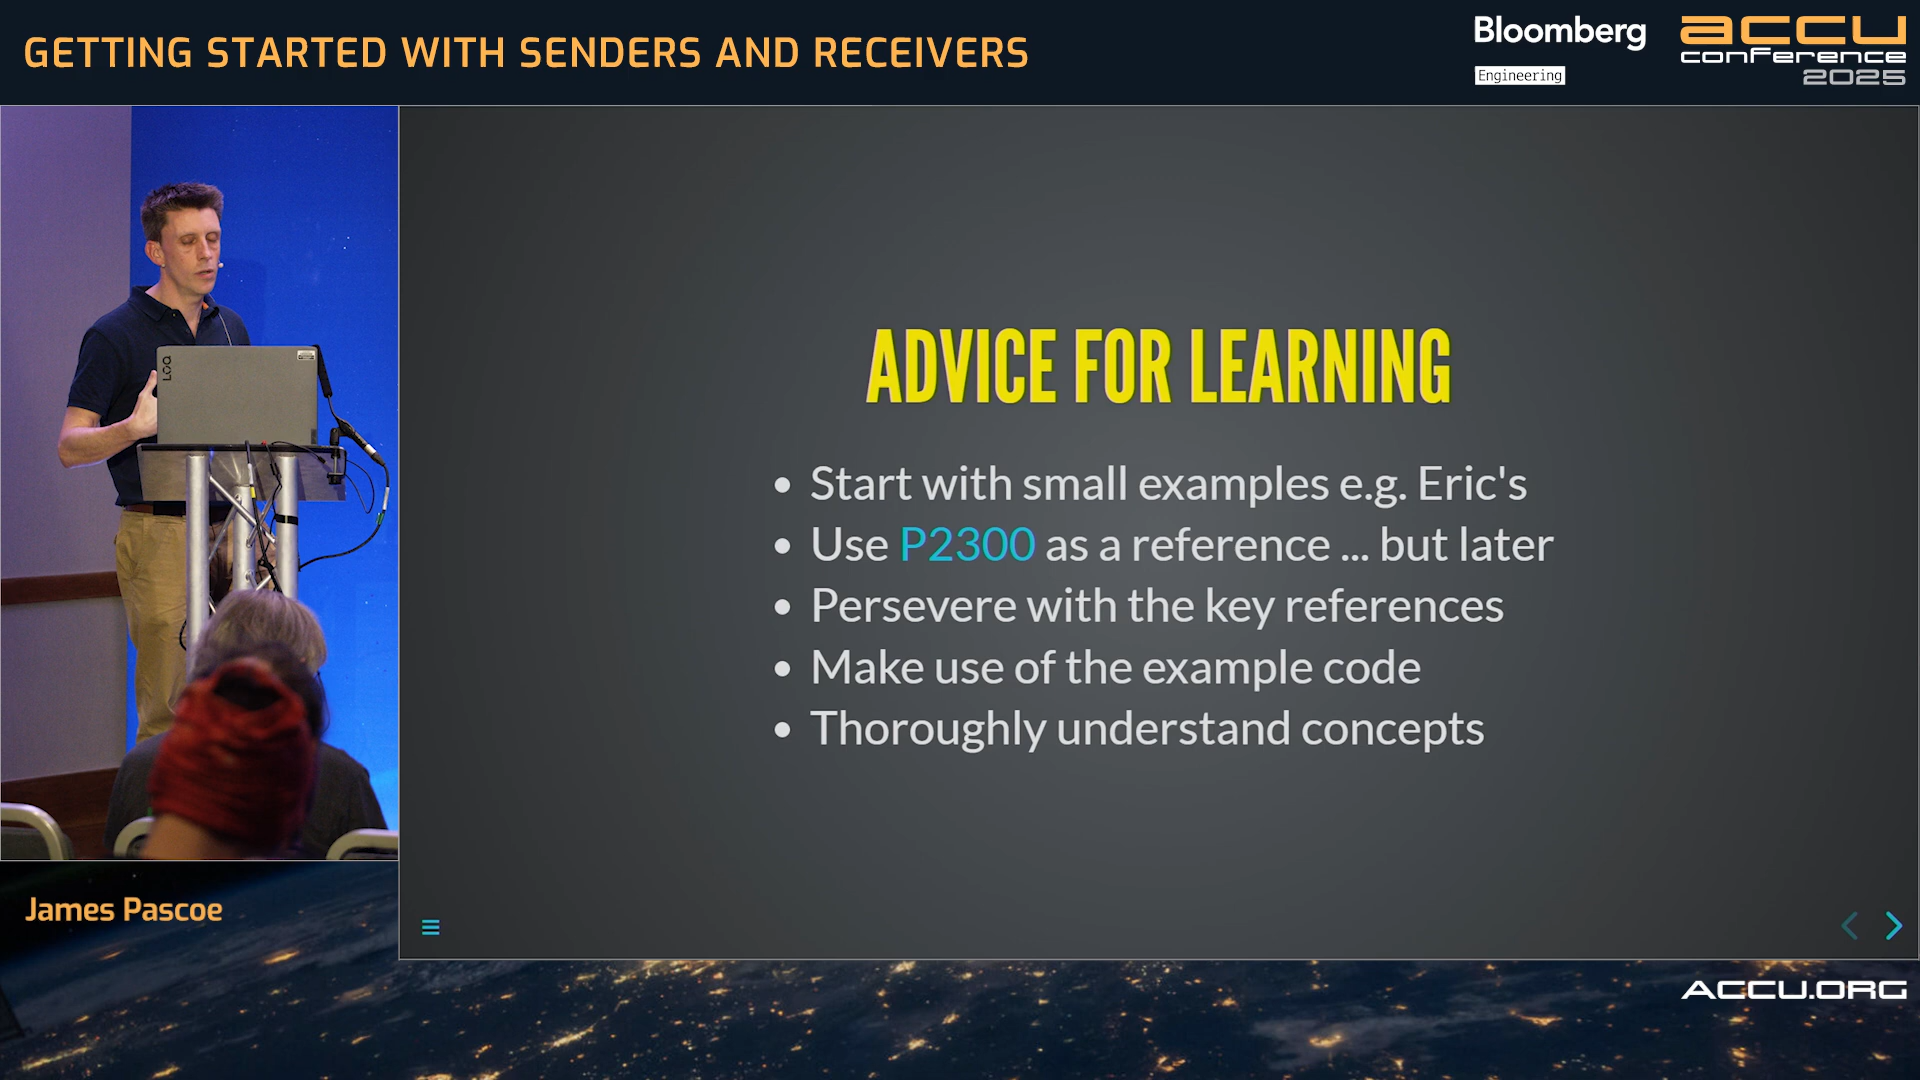 GETTING STARTED WITH SENDERS AND RECEIVERS
Bloomberg
Engineering
accu
conference
2025
LOQ
ADVICE FOR LEARNING
• Start with small examples e.g. Eric's
• Use P2300 as a reference ... but later
• Persevere with the key references
• Make use of the example code
• Thoroughly understand concepts
James Pascoe
ACCU.ORG